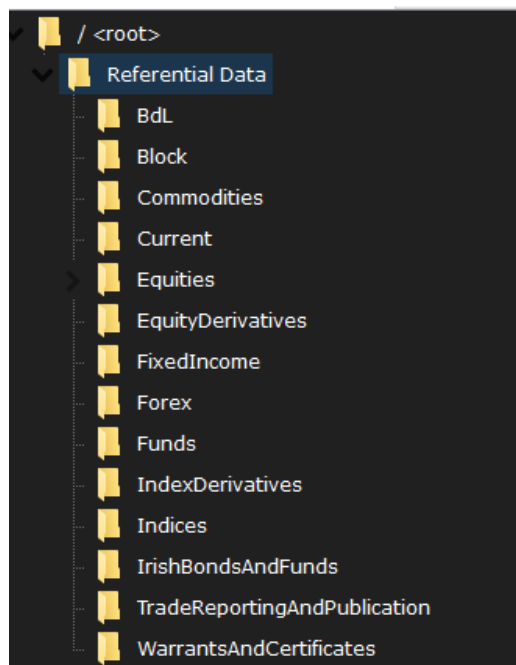 / <root>
Referential Data
BdL
Block
Commodities
Current
Equities
EquityDerivatives
FixedIncome
Forex
Funds
IndexDerivatives
Indices
IrishBondsAndFunds
TradeReportingAndPublication
WarrantsAndCertificates